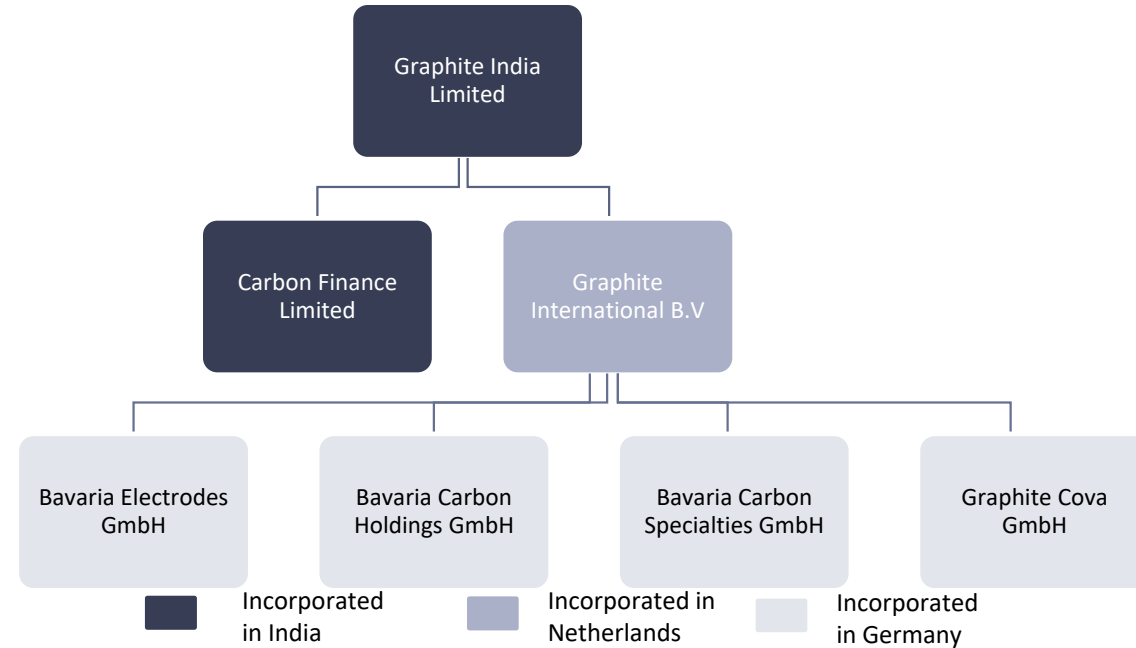 Graphite India
Limited
Carbon Finance
Limited
Graphite
International B.V
Bavaria Electrodes
GmbH
Bavaria Carbon
Holdings GmbH
Bavaria Carbon
Specialties GmbH
Graphite Cova
GmbH
Incorporated
in India
Incorporated in
Netherlands
Incorporated
in Germany